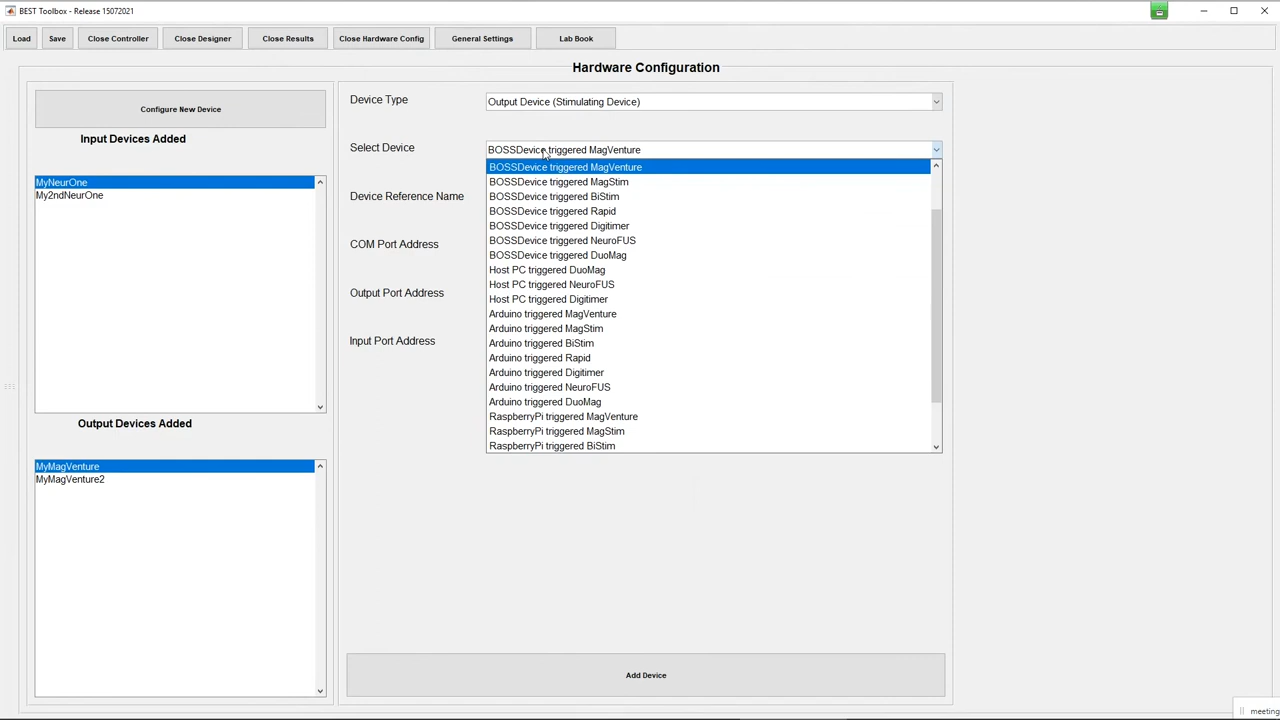 BEST Toolbox - Release 15072021
Load
Save
Close Controller
Close Designer
Close Results
Close Hardware Config
General Settings
Lab Book
Hardware Configuration
Configure New Device
Input Devices Added
MyNeurOne
My2ndNeurOne
Output Devices Added
MyMagVenture
MyMagVenture2
Device Type
Output Device (Stimulating Device)
Select Device
BOSSDevice triggered MagVenture
BOSSDevice triggered MagVenture
BOSSDevice triggered MagStim
BOSSDevice triggered BiStim
BOSSDevice triggered Rapid
BOSSDevice triggered Digitimer
BOSSDevice triggered NeuroFUS
BOSSDevice triggered DuoMag
Host PC triggered DuoMag
Host PC triggered NeuroFUS
Host PC triggered Digitimer
Arduino triggered MagVenture
Arduino triggered MagStim
Arduino triggered BiStim
Arduino triggered Rapid
Arduino triggered Digitimer
Arduino triggered NeuroFUS
Arduino triggered DuoMag
RaspberryPi triggered MagVenture
RaspberryPi triggered MagStim
RaspberryPi triggered BiStim
Device Reference Name
COM Port Address
Output Port Address
Input Port Address
Add Device
meeting